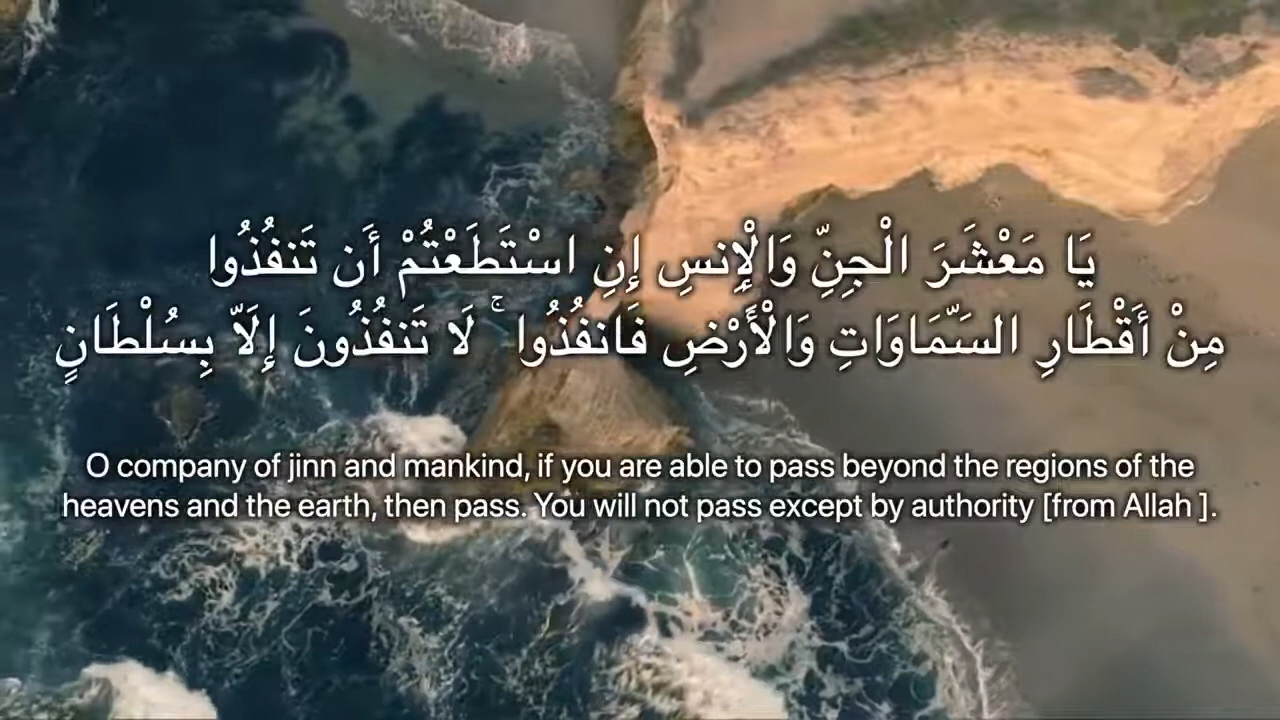 يَا مَعْشَرَ الْجِنِّ وَالْإِنسِ إِنِ اسْتَطَعْتُمْ أَن تَنفُذُوا
مِنْ أَقْطَارِ السَّمَاوَاتِ وَالْأَرْضِ فَانفُذُوا ۚ لَا تَنفُذُونَ إِلَّا بِسُلْطَانٍ
O company of jinn and mankind, if you are able to pass beyond the regions of the
heavens and the earth, then pass. You will not pass except by authority [from Allah ].